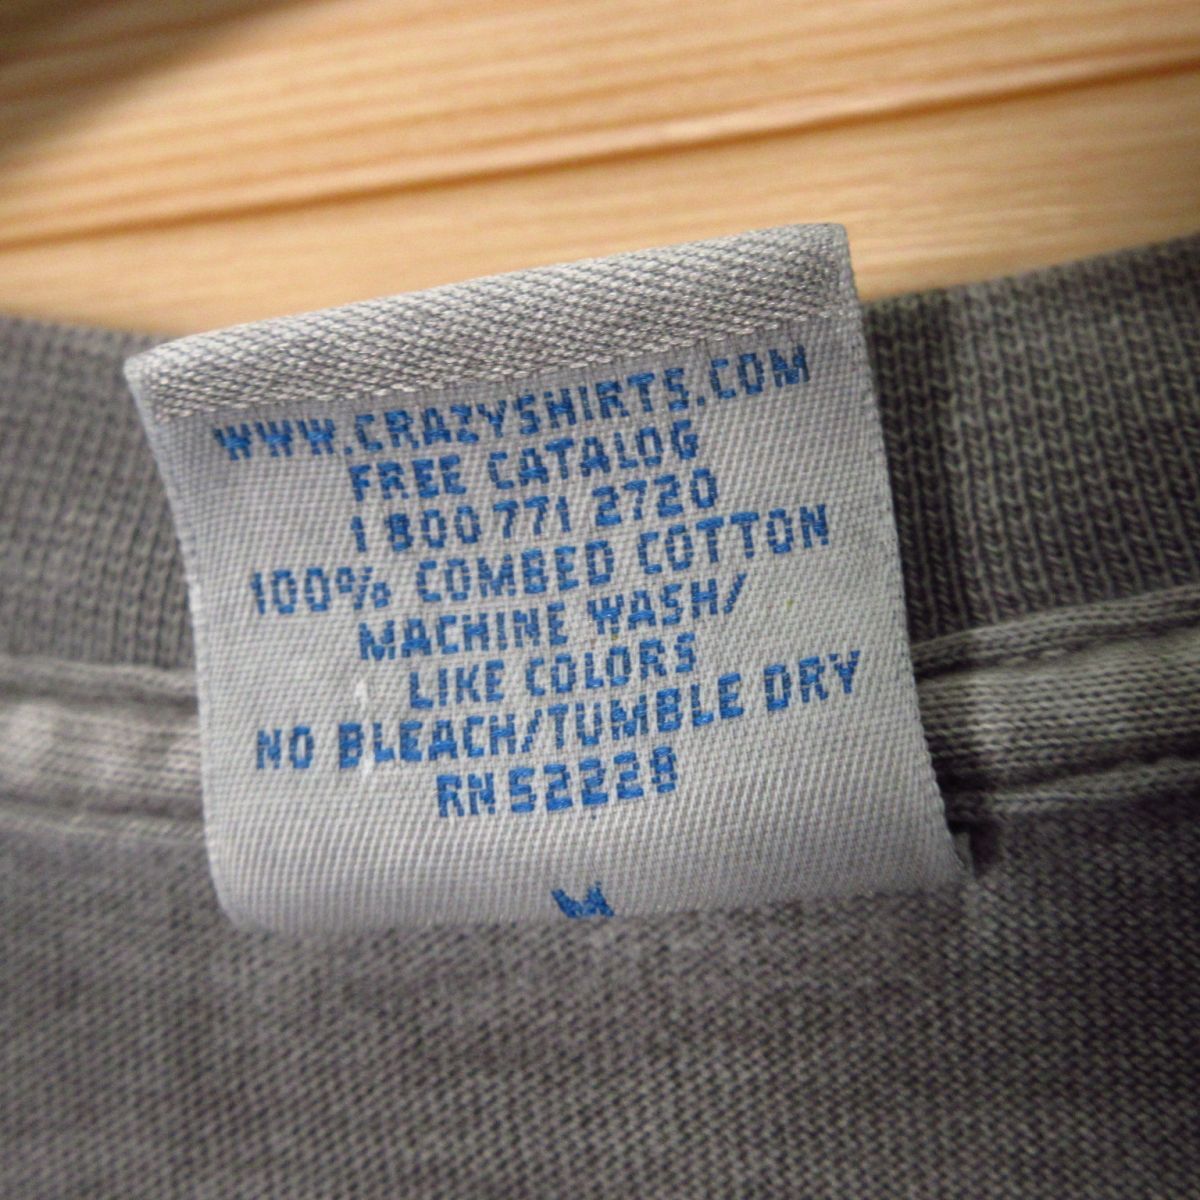 WWW.CRAZYSHIRTS.COM
FREE CATALOG
1 800 771 2720
100% COMBED COTTON
MACHINE WASH/
LIKE COLORS
NO BLEACH/TUMBLE DRY
RN 52229